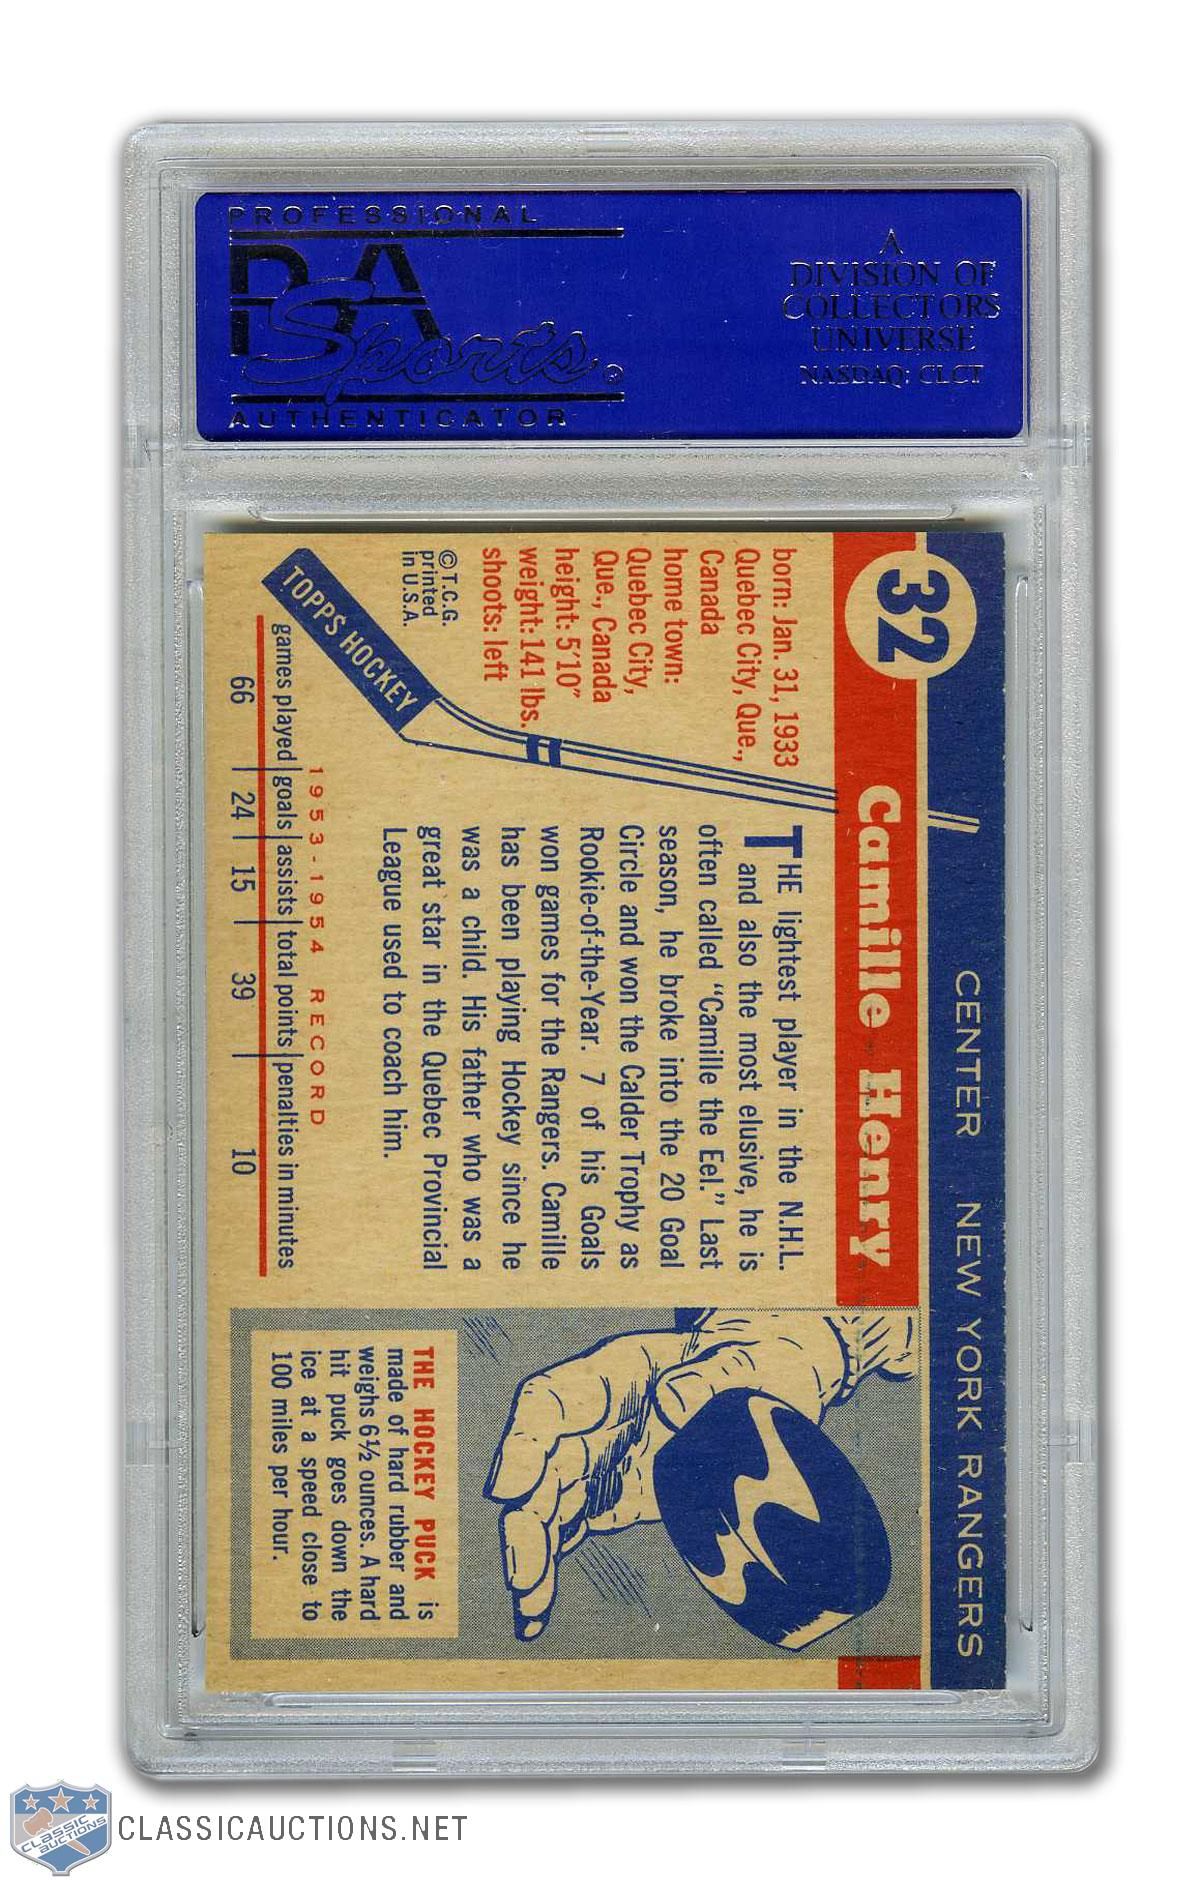 PROFESSIONAL
PSA
Sports
AUTHENTICATOR
A
DIVISION OF
COLLECTORS
UNIVERSE
NASDAQ: CLCT
CENTER NEW YORK RANGERS
32
Camille Henry
born: Jan. 31, 1933
Quebec City, Que.,
Canada
home town:
Quebec City,
Que., Canada
height: 5'10"
weight: 141 lbs.
shoots: left
© T.C.G.
printed
in U.S.A.
TOPPS HOCKEY
THE lightest player in the N.H.L.
and also the most elusive, he is
often called "Camille the Eel." Last
season, he broke into the 20 Goal
Circle and won the Calder Trophy as
Rookie-of-the-Year. 7 of his Goals
won games for the Rangers. Camille
has been playing Hockey since he
was a child. His father who was a
great star in the Quebec Provincial
League used to coach him.
1953-1954 RECORD
games played goals assists total points penalties in minutes
66 24 15 39 10
THE HOCKEY PUCK is
made of hard rubber and
weighs 6½ ounces. A hard
hit puck goes down the
ice at a speed close to
100 miles per hour.
CLASSIC
AUCTIONS
CLASSICAUCTIONS.NET